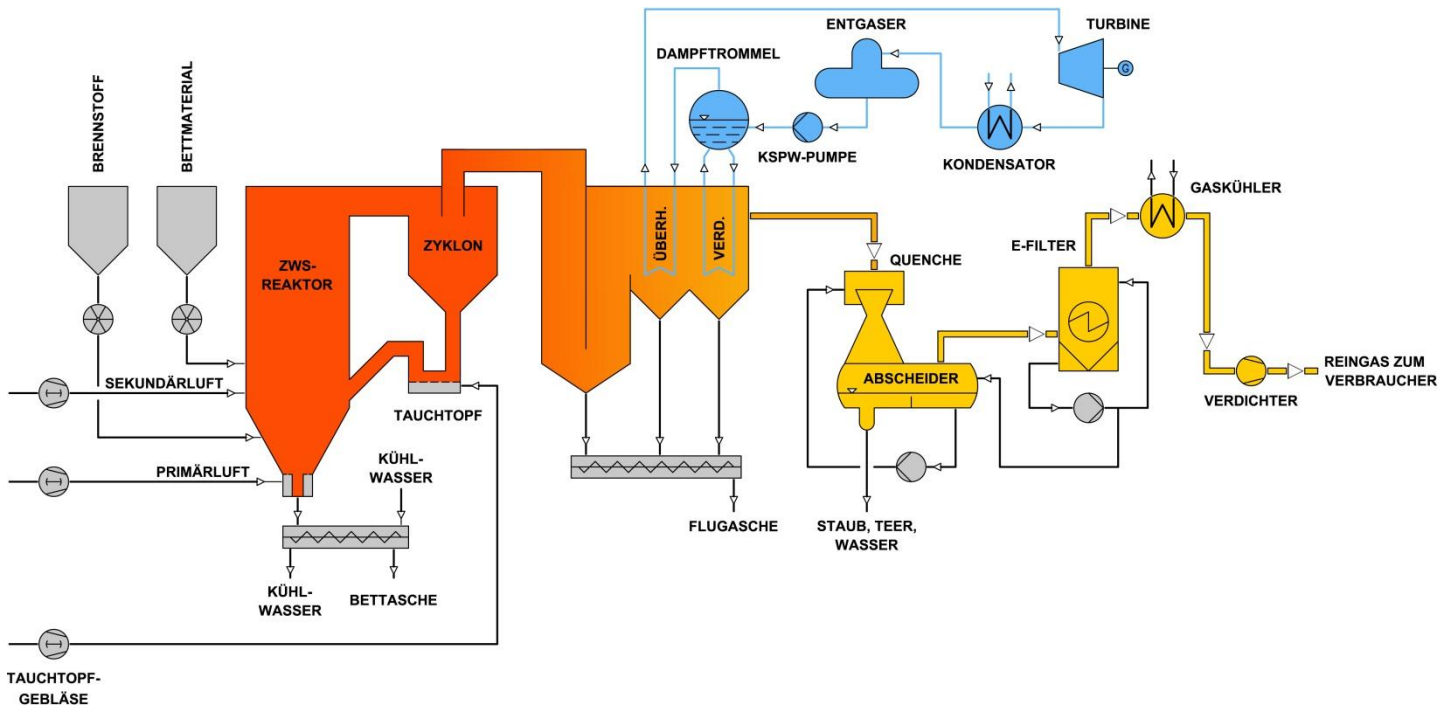 ENTGASER
TURBINE
DAMPFTROMMEL
G
BRENNSTOFF
BETTMATERIAL
KSPW-PUMPE
KONDENSATOR
GASKÜHLER
ZWS-
REAKTOR
ZYKLON
ÜBERH.
VERD.
QUENCHE
E-FILTER
SEKUNDÄRLUFT
TAUCHTOPF
ABSCHEIDER
REINGAS ZUM
VERBRAUCHER
VERDICHTER
PRIMÄRLUFT
KÜHL-
WASSER
FLUGASCHE
STAUB, TEER,
WASSER
KÜHL-
WASSER
BETTASCHE
TAUCHTOPF-
GEBLÄSE